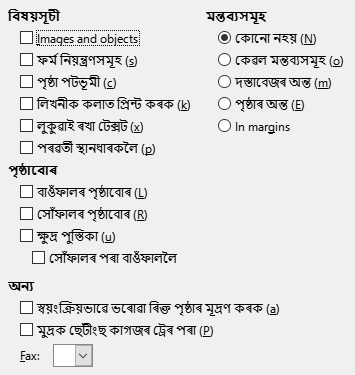 বিষয়সূচী
Images and objects
ফৰ্ম নিয়ন্ত্ৰণসমূহ (s)
পৃষ্ঠা পটভূমী (c)
লিখনীক কলাত প্ৰিন্ট কৰক (k)
লুকুৱাই ৰখা টেক্সট (x)
পৰৱৰ্তী স্থানধাৰকলৈ (p)
মন্তব্যসমূহ
কোনো নহয় (N)
কেৱল মন্তব্যসমূহ (o)
দস্তাবেজৰ অন্ত (m)
পৃষ্ঠাৰ অন্ত (E)
In margins
পৃষ্ঠাবোৰ
বাওঁফালৰ পৃষ্ঠাবোৰ (L)
সোঁফালৰ পৃষ্ঠাবোৰ (R)
ক্ষুদ্ৰ পুস্তিকা (u)
সোঁফালৰ পৰা বাওঁফাললৈ
অন্য
স্বয়ংক্ৰিয়ভাৱে ভৰোৱা ৰিক্ত পৃষ্ঠাৰ মূদ্ৰণ কৰক (a)
মুদ্ৰক ছেটীংছ কাগজৰ ট্ৰেৰ পৰা (P)
Fax: